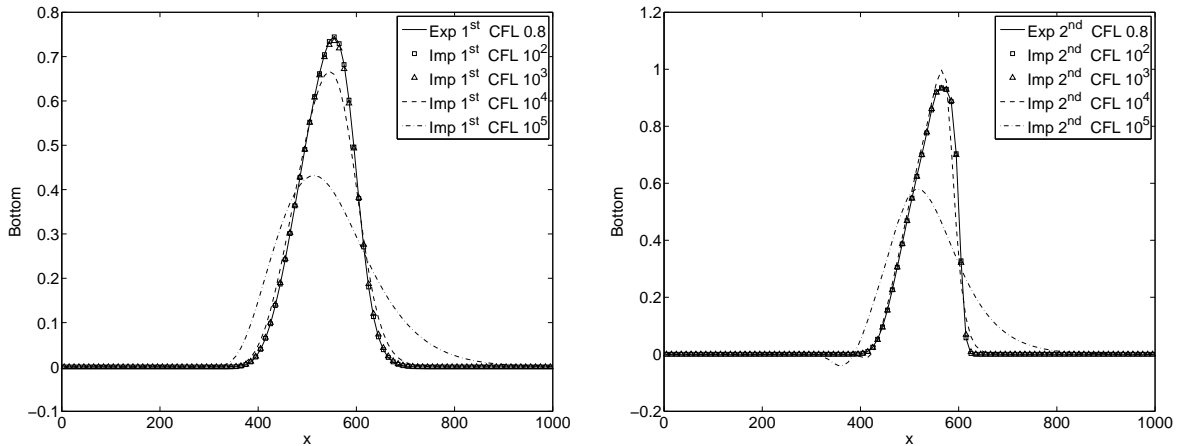 0.8
0.7
0.6
0.5
0.4
0.3
0.2
0.1
0
−0.1
Bottom
0 200 400 600 800 1000
x
Exp 1st CFL 0.8
Imp 1st CFL 10^2
Imp 1st CFL 10^3
Imp 1st CFL 10^4
Imp 1st CFL 10^5
1.2
1
0.8
0.6
0.4
0.2
0
−0.2
Bottom
0 200 400 600 800 1000
x
Exp 2nd CFL 0.8
Imp 2nd CFL 10^2
Imp 2nd CFL 10^3
Imp 2nd CFL 10^4
Imp 2nd CFL 10^5